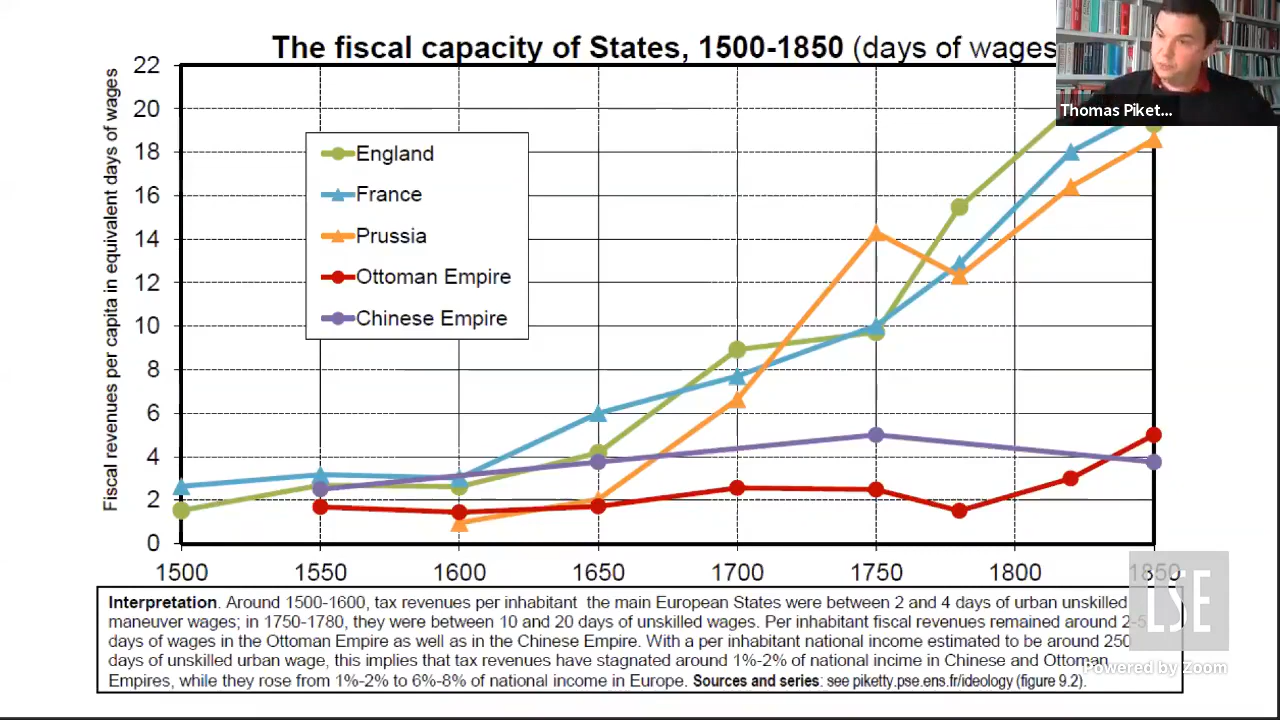 The fiscal capacity of States, 1500-1850 (days of wages
Thomas Piket...
Fiscal revenues per capita in equivalent days of wages
22
20
18
16
14
12
10
8
6
4
2
0
England
France
Prussia
Ottoman Empire
Chinese Empire
1500 1550 1600 1650 1700 1750 1800 1850
Interpretation. Around 1500-1600, tax revenues per inhabitant the main European States were between 2 and 4 days of urban unskilled
maneuver wages; in 1750-1780, they were between 10 and 20 days of unskilled wages. Per inhabitant fiscal revenues remained around 2-5
days of wages in the Ottoman Empire as well as in the Chinese Empire. With a per inhabitant national income estimated to be around 250
days of unskilled urban wage, this implies that tax revenues have stagnated around 1%-2% of national incime in Chinese and Ottoman
Empires, while they rose from 1%-2% to 6%-8% of national income in Europe. Sources and series: see piketty.pse.ens.fr/ideology (figure 9.2).
LSE
Powered by Zoom